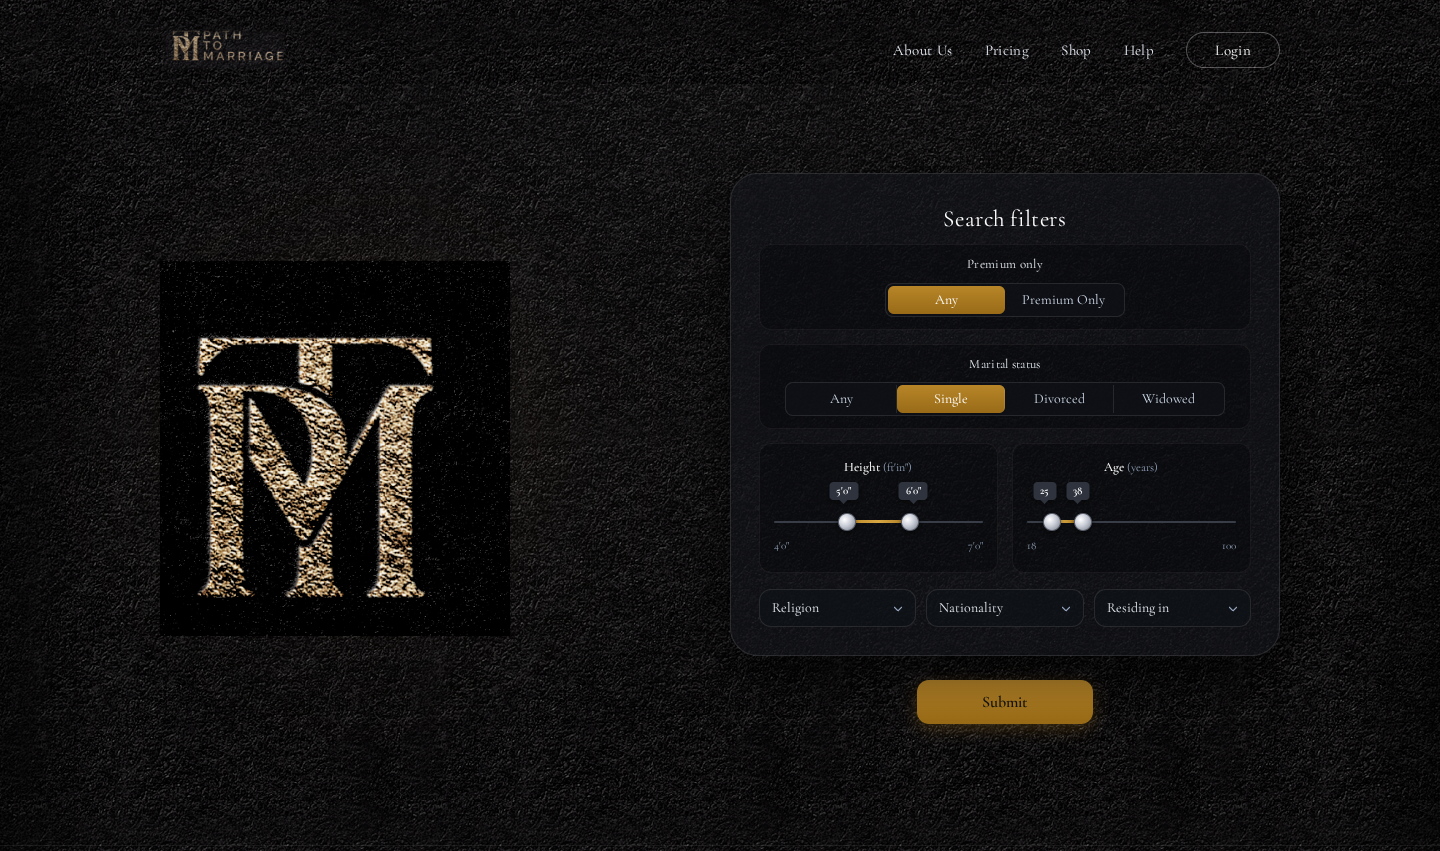 PATH
TO
MARRIAGE
About Us Pricing Shop Help Login
Search filters
Premium only
Any Premium Only
Marital status
Any Single Divorced Widowed
Height (ft'in") Age (years)
5'0" 6'0" 25 38
4'0" 7'0" 18 100
Religion Nationality Residing in
Submit